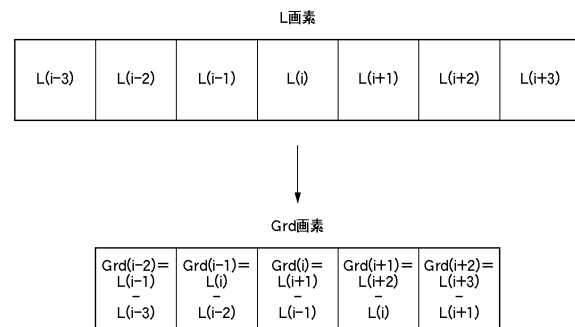 L画素
L(i-3) L(i-2) L(i-1) L(i) L(i+1) L(i+2) L(i+3)
Grd画素
Grd(i-2)= Grd(i-1)= Grd(i)= Grd(i+1)= Grd(i+2)=
L(i-1) L(i) L(i+1) L(i+2) L(i+3)
- - - - -
L(i-3) L(i-2) L(i-1) L(i) L(i+1)